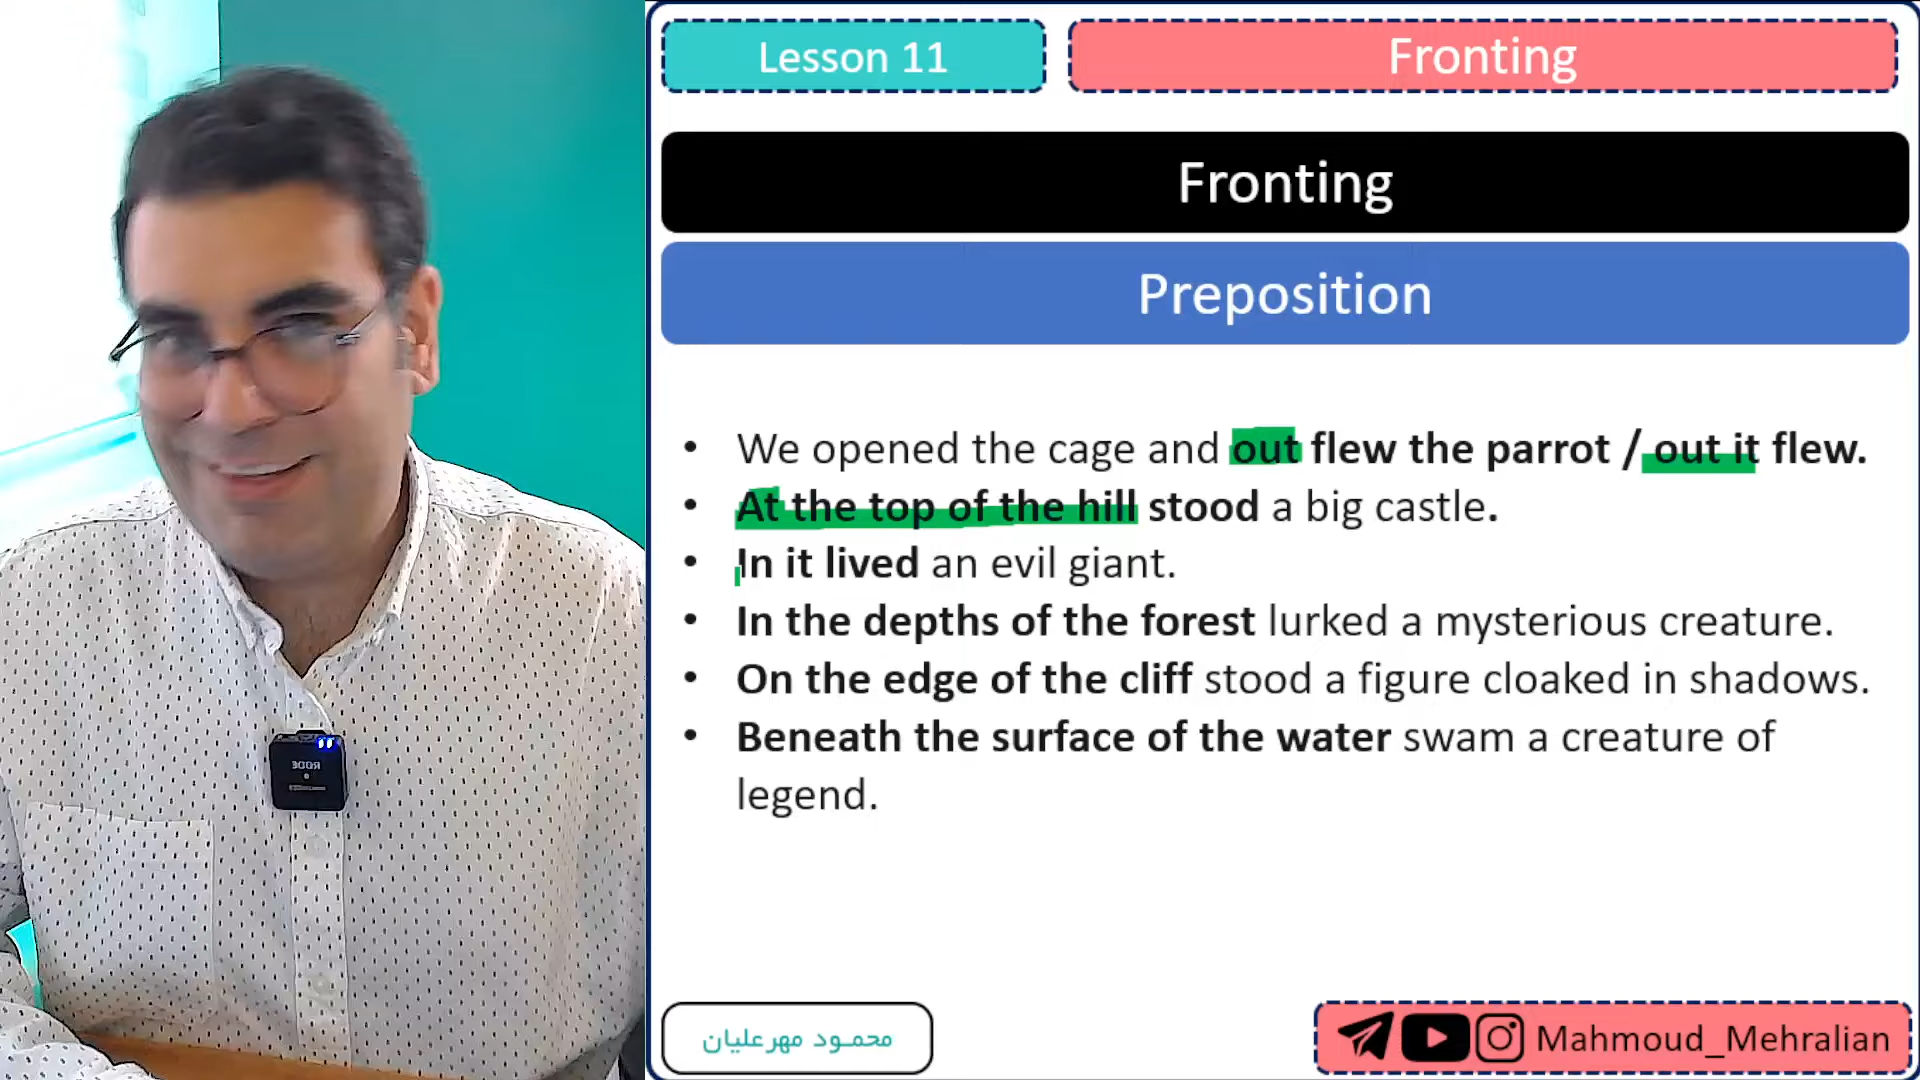 Lesson 11
Fronting
Fronting
Preposition
• We opened the cage and out flew the parrot / out it flew.
• At the top of the hill stood a big castle.
• In it lived an evil giant.
• In the depths of the forest lurked a mysterious creature.
• On the edge of the cliff stood a figure cloaked in shadows.
• Beneath the surface of the water swam a creature of
legend.
محمـود مهرعلیان
Mahmoud_Mehralian
RODE